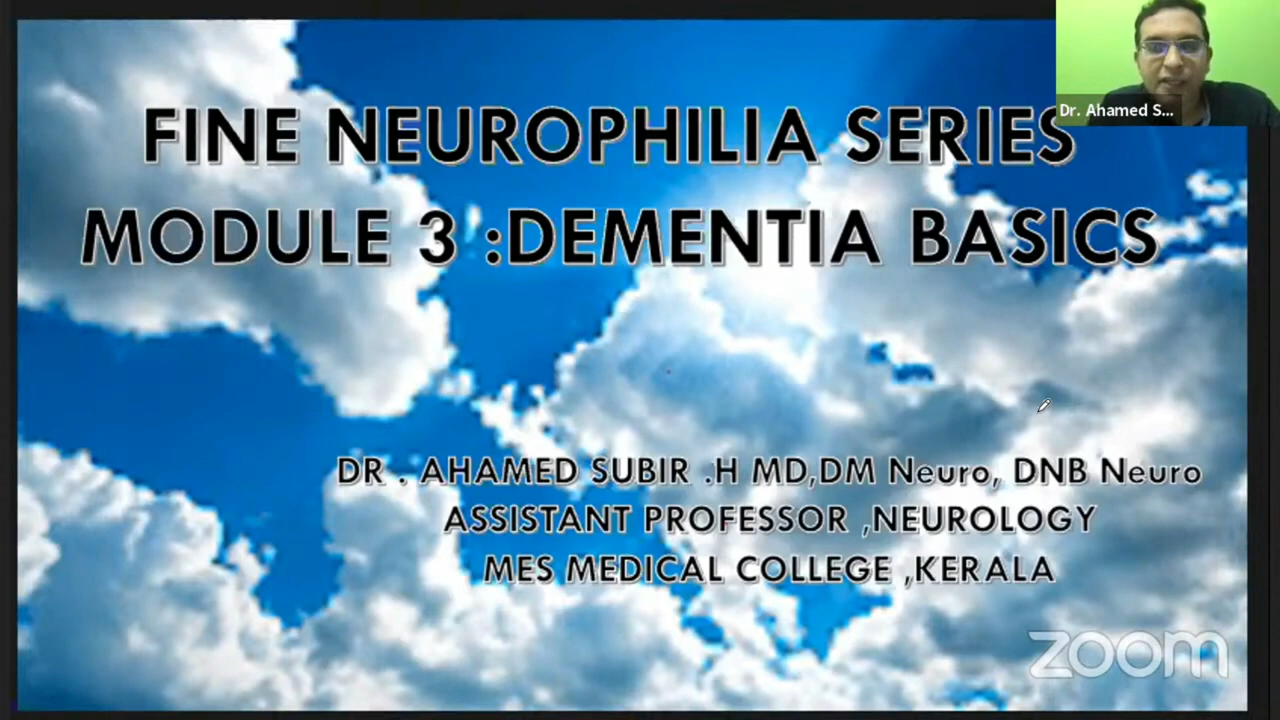 Dr. Ahamed S...
FINE NEUROPHILIA SERIES
MODULE 3 :DEMENTIA BASICS
DR . AHAMED SUBIR .H MD,DM Neuro, DNB Neuro
ASSISTANT PROFESSOR ,NEUROLOGY
MES MEDICAL COLLEGE ,KERALA
zoom